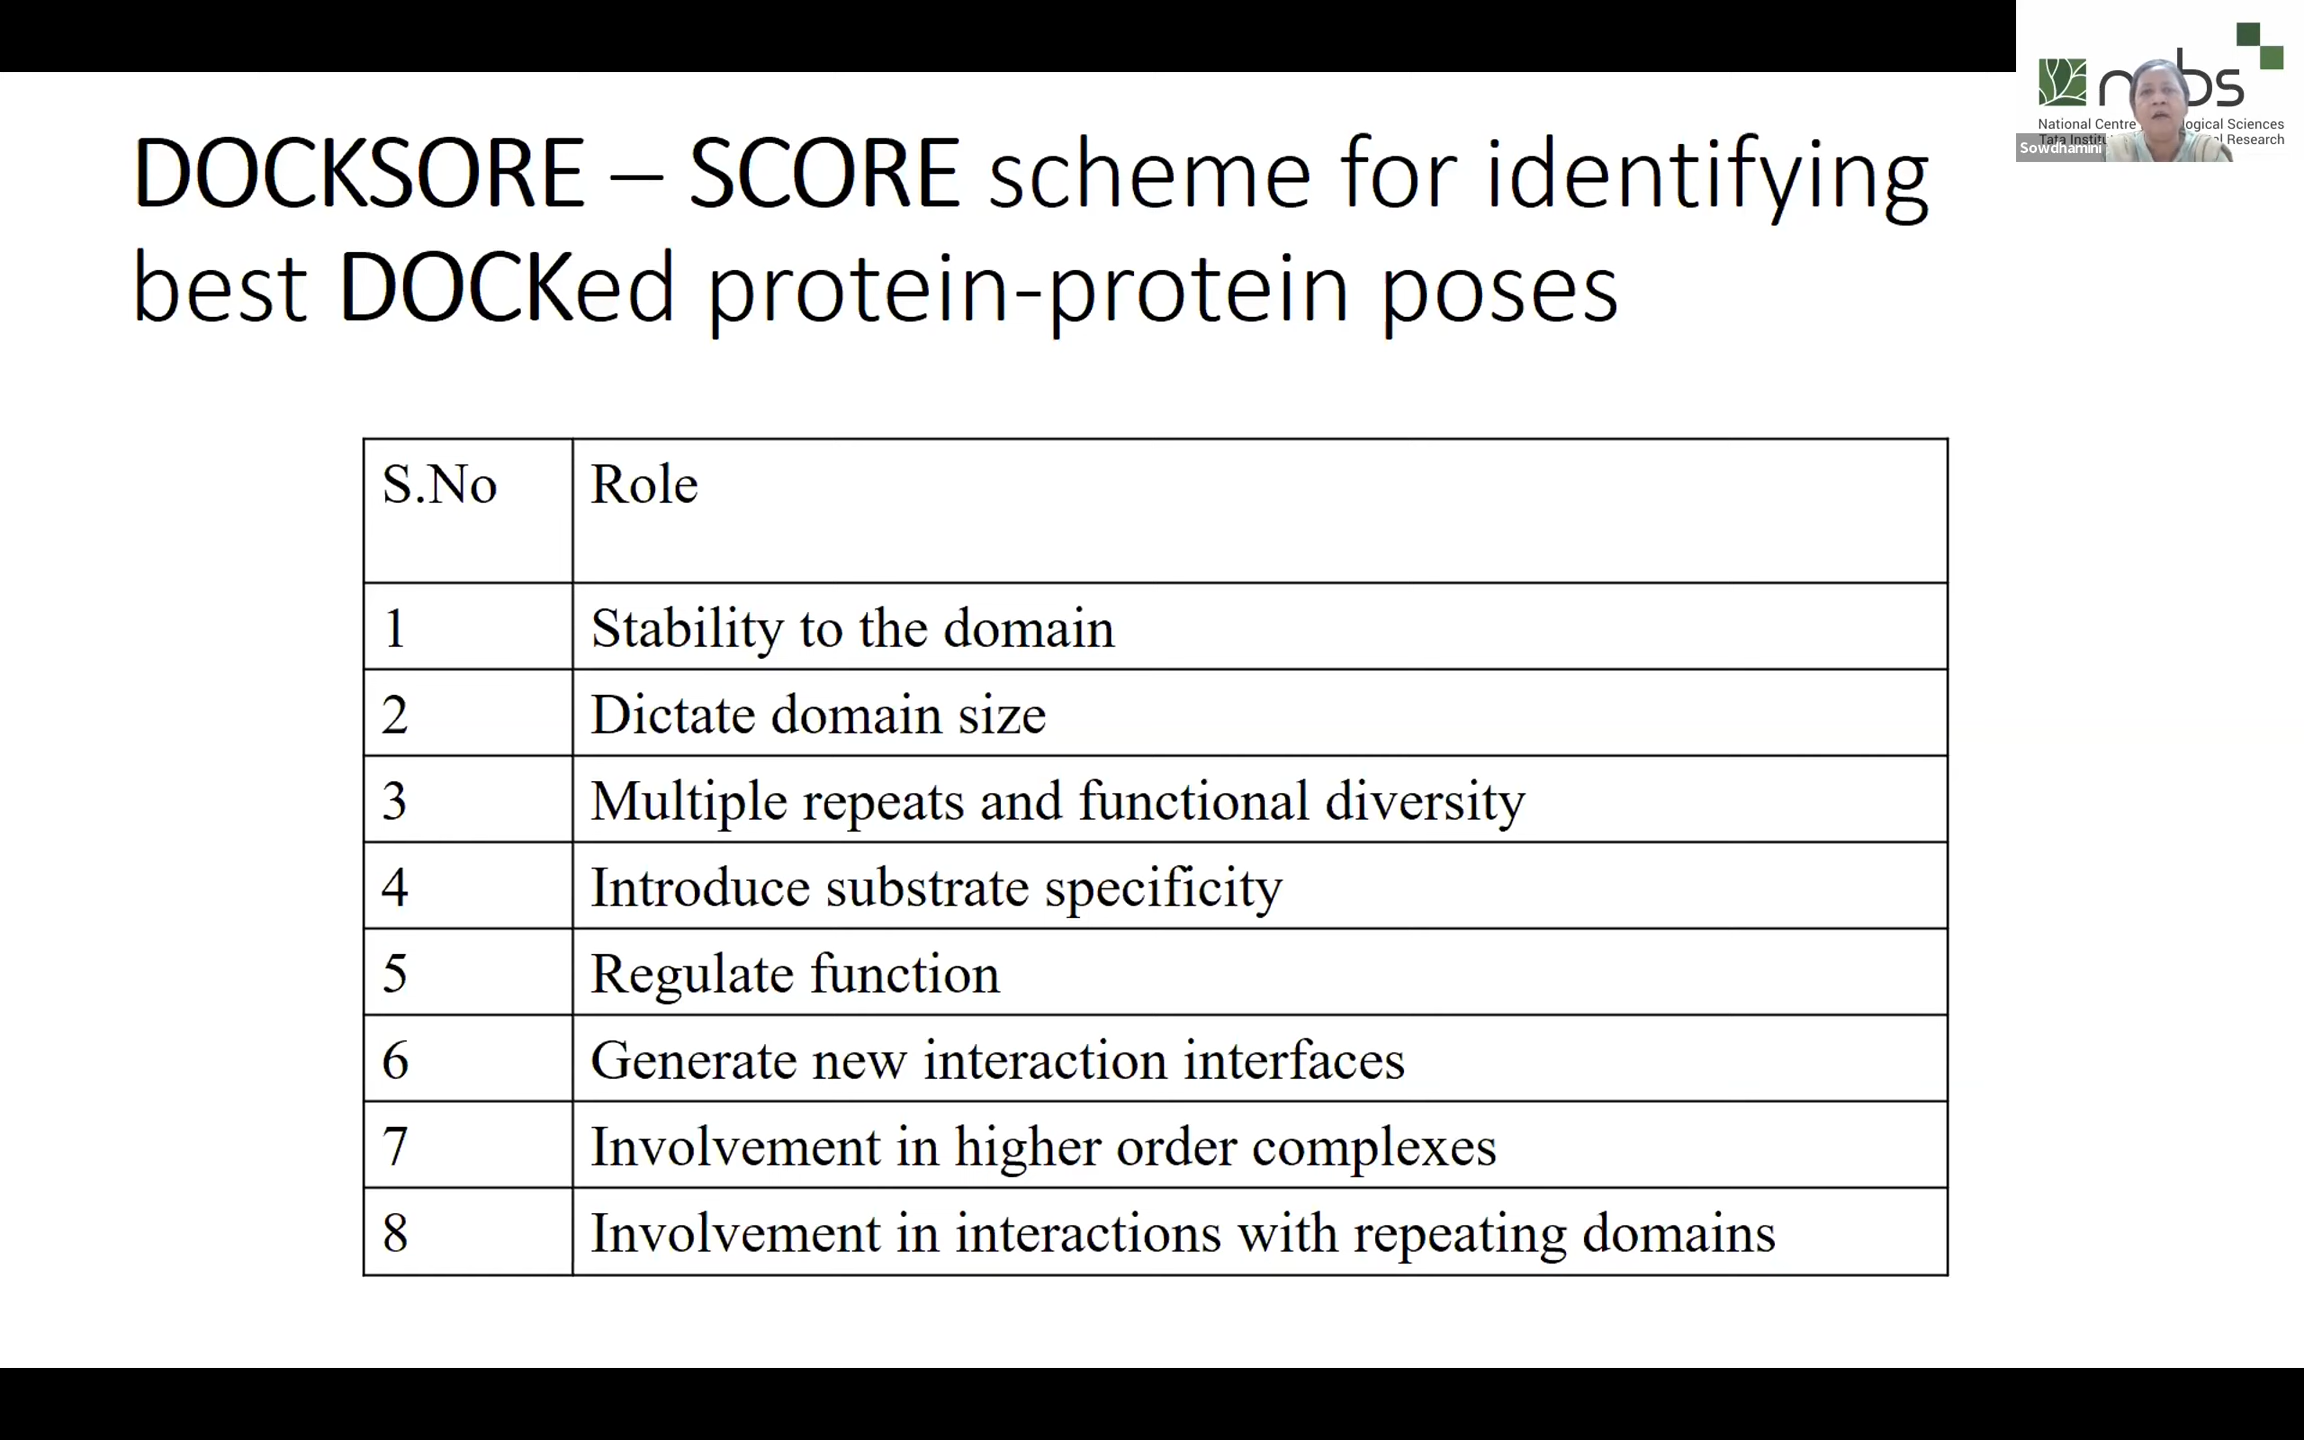 DOCKSORE – SCORE scheme for identifying
best DOCKed protein-protein poses
S.No Role
1 Stability to the domain
2 Dictate domain size
3 Multiple repeats and functional diversity
4 Introduce substrate specificity
5 Regulate function
6 Generate new interaction interfaces
7 Involvement in higher order complexes
8 Involvement in interactions with repeating domains
bs
National Centre Sciences
Tata Research
Sowdhamini